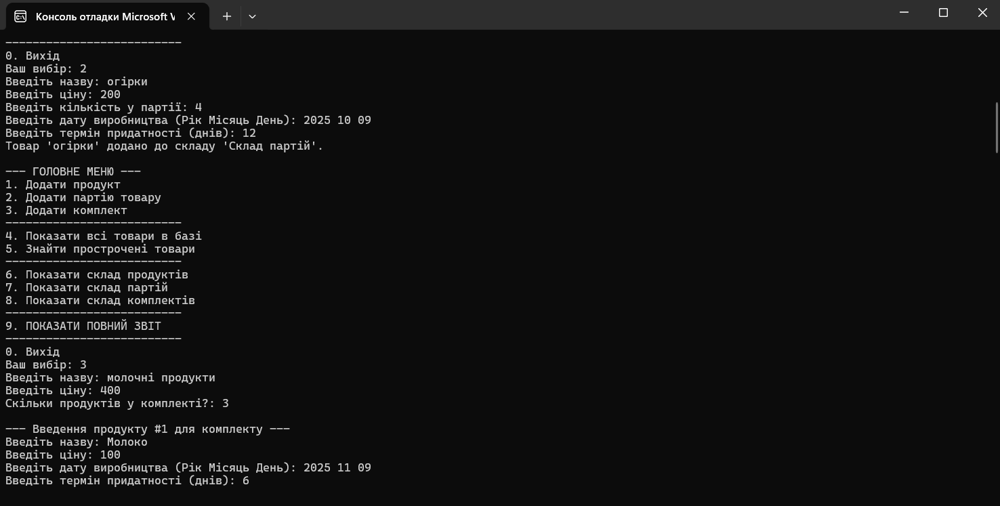 Консоль отладки Microsoft V
--------------------------
0. Вихід
Ваш вибір: 2
Введіть назву: огірки
Введіть ціну: 200
Введіть кількість у партії: 4
Введіть дату виробництва (Рік Місяць День): 2025 10 09
Введіть термін придатності (днів): 12
Товар 'огірки' додано до складу 'Склад партій'.
--- ГОЛОВНЕ МЕНЮ ---
1. Додати продукт
2. Додати партію товару
3. Додати комплект
--------------------------
4. Показати всі товари в базі
5. Знайти прострочені товари
--------------------------
6. Показати склад продуктів
7. Показати склад партій
8. Показати склад комплектів
--------------------------
9. ПОКАЗАТИ ПОВНИЙ ЗВІТ
--------------------------
0. Вихід
Ваш вибір: 3
Введіть назву: молочні продукти
Введіть ціну: 400
Скільки продуктів у комплекті?: 3
--- Введення продукту #1 для комплекту ---
Введіть назву: Молоко
Введіть ціну: 100
Введіть дату виробництва (Рік Місяць День): 2025 11 09
Введіть термін придатності (днів): 6